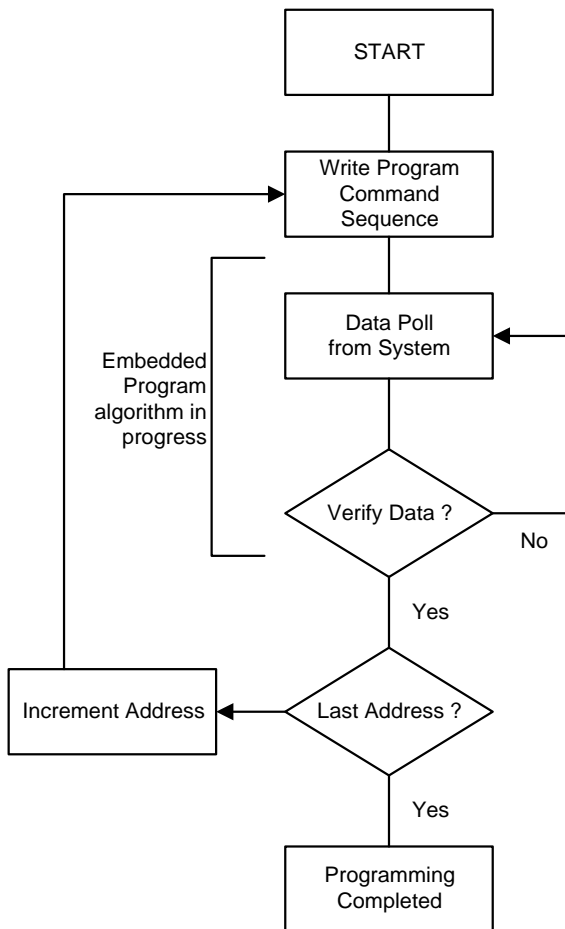 START
Write Program
Command
Sequence
Data Poll
from System
Embedded
Program
algorithm in
progress
Verify Data ?
No
Yes
Increment Address
Last Address ?
Yes
Programming
Completed